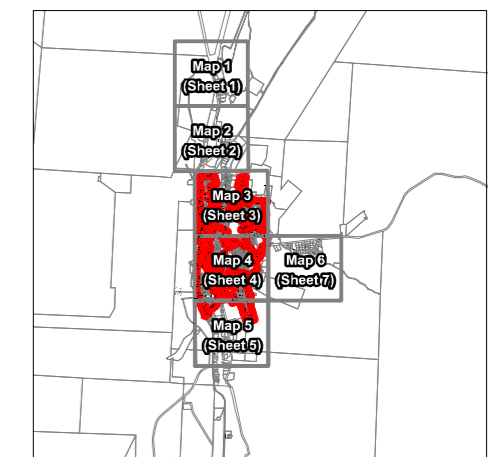 Map 1
(Sheet 1)
Map 2
(Sheet 2)
Map 3
(Sheet 3)
Map 4
(Sheet 4)
Map 6
(Sheet 7)
Map 5
(Sheet 5)